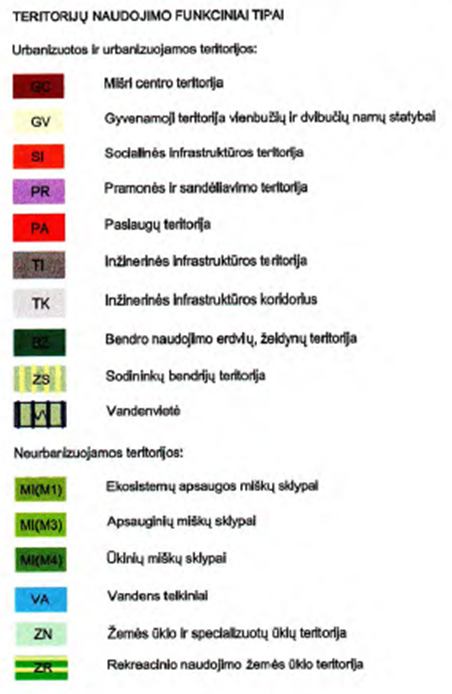 TERITORIJŲ NAUDOJIMO FUNKCINIAI TIPAI
Urbanizuotos ir urbanizuojamos teritorijos:
GC Mišri centro teritorija
GV Gyvenamoji teritorija vienbučių ir dvibučių namų statybai
SI Socialinės infrastruktūros teritorija
PR Pramonės ir sandėliavimo teritorija
PA Paslaugų teritorija
TI Inžinerinės infrastruktūros teritorija
TK Inžinerinės infrastruktūros koridorius
BZ Bendro naudojimo erdvių, želdynų teritorija
ZS Sodininkų bendrijų teritorija
V Vandenvietė
Neurbanizuojamos teritorijos:
MI(M1) Ekosistemų apsaugos miškų sklypai
MI(M3) Apsauginių miškų sklypai
MI(M4) Ūkinių miškų sklypai
VA Vandens telkiniai
ZN Žemės ūkio ir specializuotų ūkių teritorija
ZR Rekreacinio naudojimo žemės ūkio teritorija